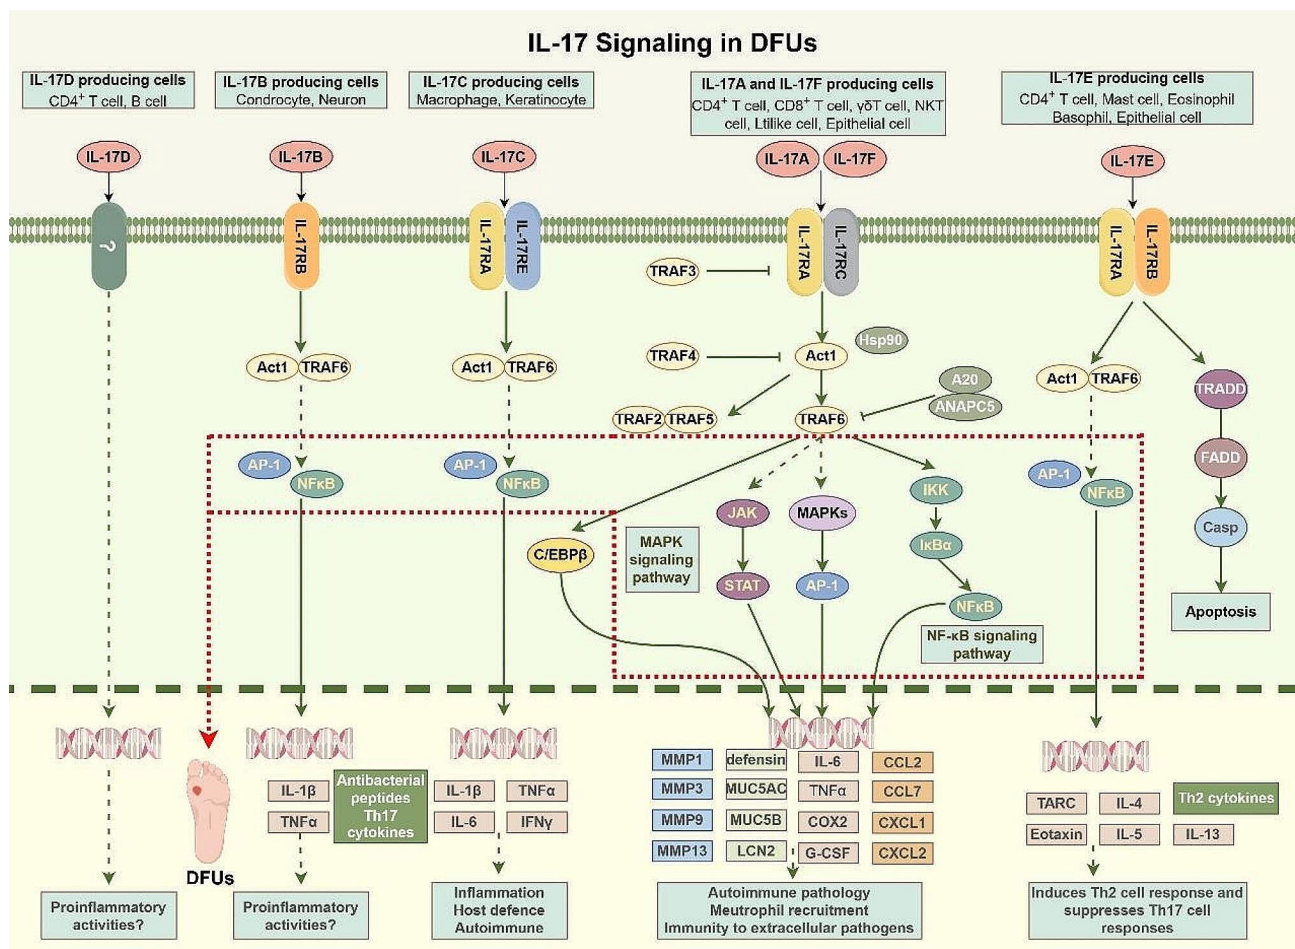 IL-17 Signaling in DFUs
IL-17D producing cells
CD4+ T cell, B cell
IL-17B producing cells
Condrocyte, Neuron
IL-17C producing cells
Macrophage, Keratinocyte
IL-17A and IL-17F producing cells
CD4+ T cell, CD8+ T cell, γδT cell, NKT
cell, Ltilike cell, Epithelial cell
IL-17E producing cells
CD4+ T cell, Mast cell, Eosinophil
Basophil, Epithelial cell
IL-17D
IL-17B
IL-17C
IL-17A
IL-17F
IL-17E
?
IL-17RB
IL-17RA
IL-17RE
IL-17RA
IL-17RC
IL-17RA
IL-17RB
TRAF3
TRAF4
Act1
Hsp90
Act1
TRAF6
Act1
TRAF6
TRAF2
TRAF5
TRAF6
A20
ANAPC5
Act1
TRAF6
TRADD
AP-1
NFκB
AP-1
NFκB
FADD
AP-1
NFκB
JAK
MAPKs
IKK
Casp
C/EBPβ
MAPK
signaling
pathway
IκBα
STAT
AP-1
NFκB
Apoptosis
NF-κB signaling
pathway
DFUs
IL-1β
TNFα
Antibacterial
peptides
Th17
cytokines
IL-1β
TNFα
IL-6
IFNγ
MMP1
defensin
IL-6
CCL2
MMP3
MUC5AC
TNFα
CCL7
MMP9
MUC5B
COX2
CXCL1
MMP13
LCN2
G-CSF
CXCL2
TARC
IL-4
Th2 cytokines
Eotaxin
IL-5
IL-13
Proinflammatory
activities?
Proinflammatory
activities?
Inflammation
Host defence
Autoimmune
Autoimmune pathology
Meutrophil recruitment
Immunity to extracellular pathogens
Induces Th2 cell response and
suppresses Th17 cell
responses